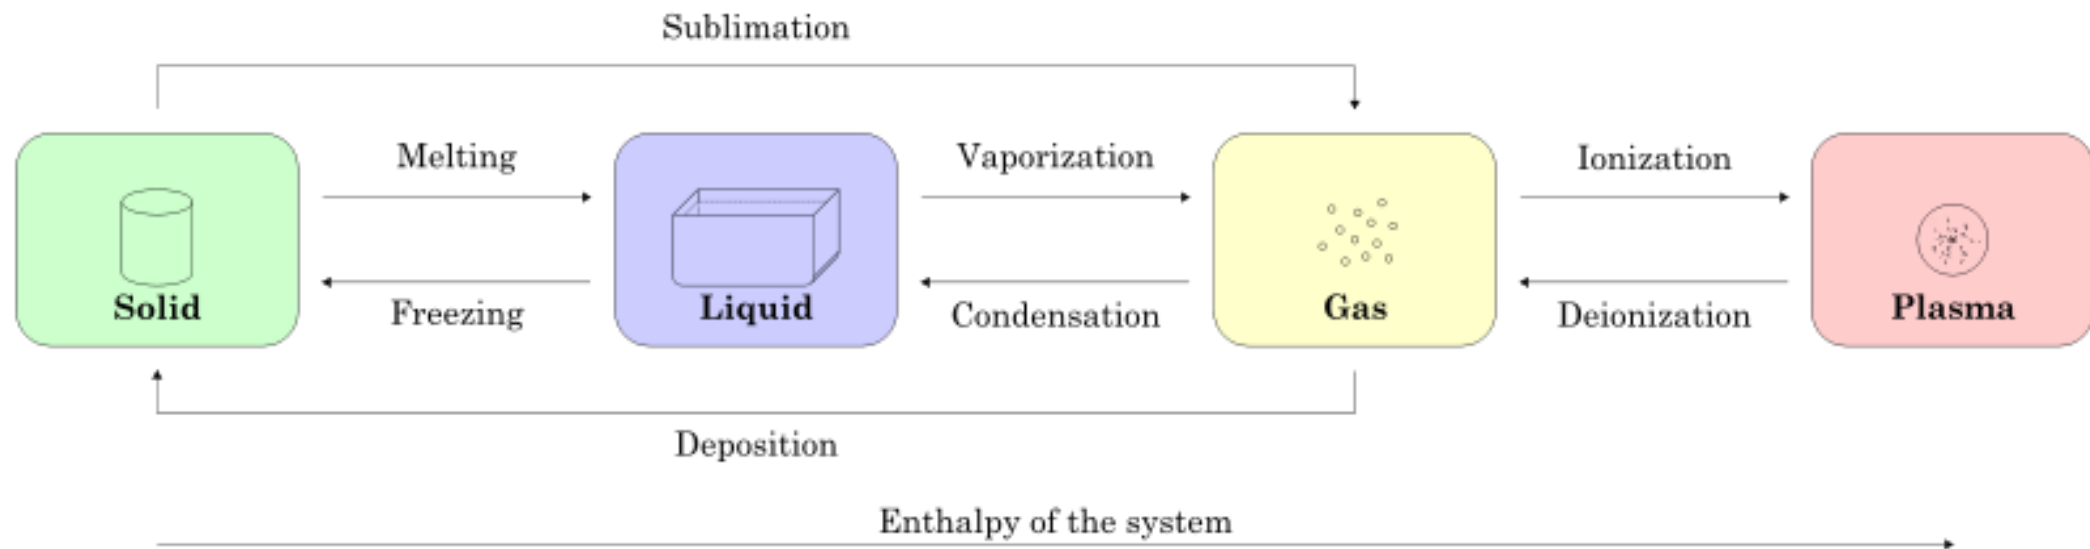 Sublimation
Melting
Vaporization
Ionization
Solid
Freezing
Liquid
Condensation
Gas
Deionization
Plasma
Deposition
Enthalpy of the system